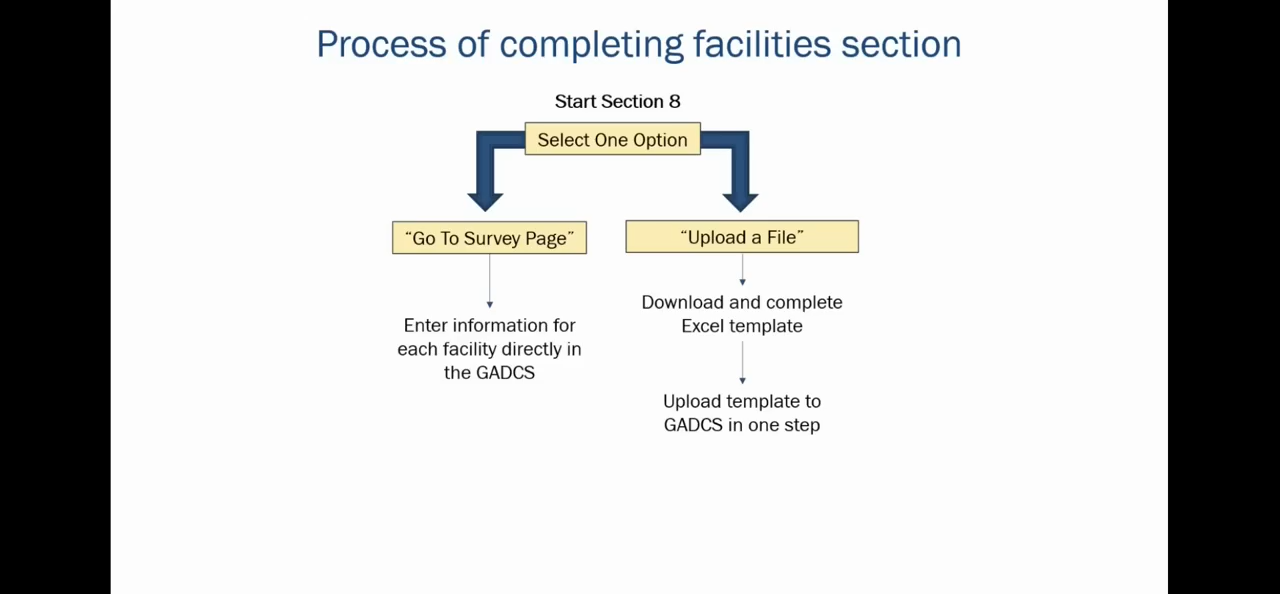 Process of completing facilities section
Start Section 8
Select One Option
“Go To Survey Page”
“Upload a File”
Enter information for
each facility directly in
the GADCS
Download and complete
Excel template
Upload template to
GADCS in one step